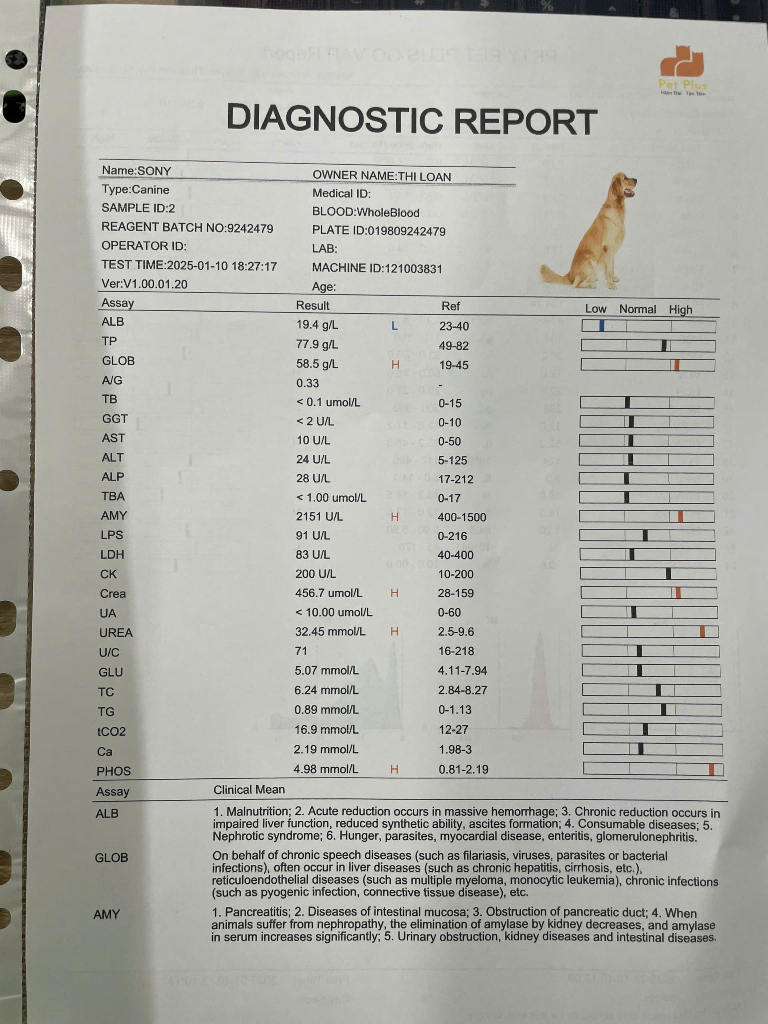 Pet Plus
DIAGNOSTIC REPORT
Name:SONY OWNER NAME:THI LOAN
Type:Canine Medical ID:
SAMPLE ID:2 BLOOD:WholeBlood
REAGENT BATCH NO:9242479 PLATE ID:019809242479
OPERATOR ID: LAB:
TEST TIME:2025-01-10 18:27:17 MACHINE ID:121003831
Ver:V1.00.01.20 Age:
Assay Result Ref Low Normal High
ALB 19.4 g/L L 23-40
TP 77.9 g/L 49-82
GLOB 58.5 g/L H 19-45
A/G 0.33 -
TB < 0.1 umol/L 0-15
GGT < 2 U/L 0-10
AST 10 U/L 0-50
ALT 24 U/L 5-125
ALP 28 U/L 17-212
TBA < 1.00 umol/L 0-17
AMY 2151 U/L H 400-1500
LPS 91 U/L 0-216
LDH 83 U/L 40-400
CK 200 U/L 10-200
Crea 456.7 umol/L H 28-159
UA < 10.00 umol/L 0-60
UREA 32.45 mmol/L H 2.5-9.6
U/C 71 16-218
GLU 5.07 mmol/L 4.11-7.94
TC 6.24 mmol/L 2.84-8.27
TG 0.89 mmol/L 0-1.13
tCO2 16.9 mmol/L 12-27
Ca 2.19 mmol/L 1.98-3
PHOS 4.98 mmol/L H 0.81-2.19
Assay Clinical Mean
ALB 1. Malnutrition; 2. Acute reduction occurs in massive hemorrhage; 3. Chronic reduction occurs in
impaired liver function, reduced synthetic ability, ascites formation; 4. Consumable diseases; 5.
Nephrotic syndrome; 6. Hunger, parasites, myocardial disease, enteritis, glomerulonephritis.
GLOB On behalf of chronic speech diseases (such as filariasis, viruses, parasites or bacterial
infections), often occur in liver diseases (such as chronic hepatitis, cirrhosis, etc.),
reticuloendothelial diseases (such as multiple myeloma, monocytic leukemia), chronic infections
(such as pyogenic infection, connective tissue disease), etc.
AMY 1. Pancreatitis; 2. Diseases of intestinal mucosa; 3. Obstruction of pancreatic duct; 4. When
animals suffer from nephropathy, the elimination of amylase by kidney decreases, and amylase
in serum increases significantly; 5. Urinary obstruction, kidney diseases and intestinal diseases.